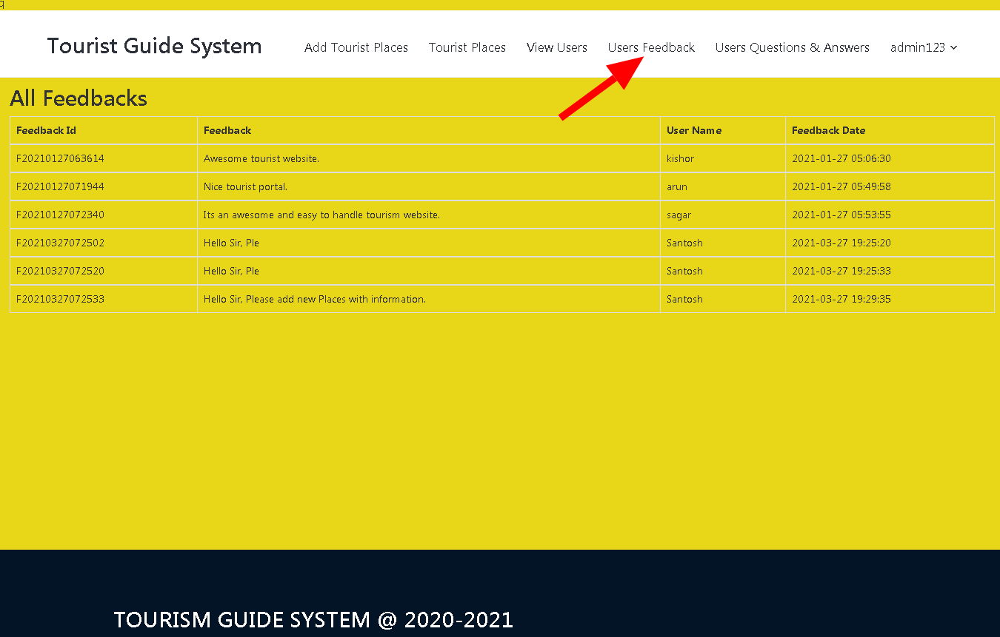 q
Tourist Guide System Add Tourist Places Tourist Places View Users Users Feedback Users Questions & Answers admin123
All Feedbacks
Feedback Id Feedback User Name Feedback Date
F20210127063614 Awesome tourist website. kishor 2021-01-27 05:06:30
F20210127071944 Nice tourist portal. arun 2021-01-27 05:49:58
F20210127072340 Its an awesome and easy to handle tourism website. sagar 2021-01-27 05:53:55
F20210327072502 Hello Sir, Ple Santosh 2021-03-27 19:25:20
F20210327072520 Hello Sir, Ple Santosh 2021-03-27 19:25:33
F20210327072533 Hello Sir, Please add new Places with information. Santosh 2021-03-27 19:29:35
TOURISM GUIDE SYSTEM @ 2020-2021